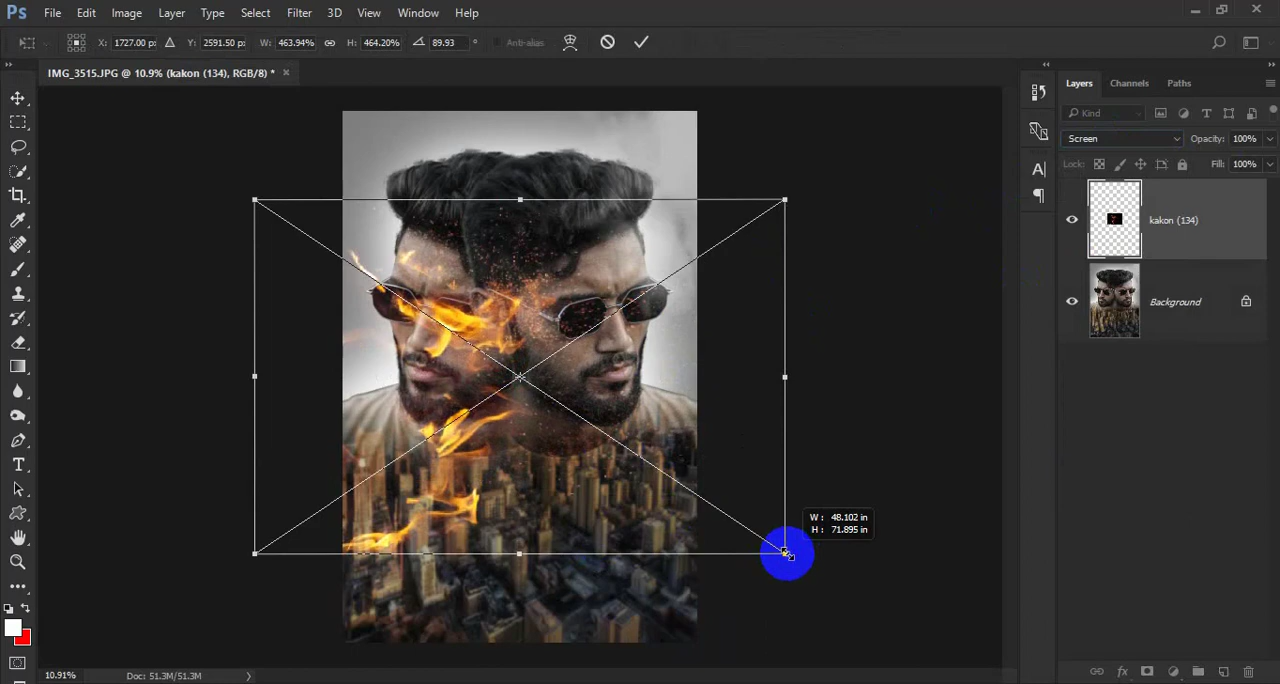 Ps File Edit Image Layer Type Select Filter 3D View Window Help
X: 1727.00 px Y: 2591.50 px W: 463.94% H: 464.20% 89.93 ° Anti-alias
IMG_3515.JPG @ 10.9% (kakon (134), RGB/8) * ×
Layers Channels Paths
Kind
Screen Opacity: 100%
Lock: Fill: 100%
kakon (134)
Background
W : 48.102 in
H : 71.895 in
10.91% Doc: 51.3M/51.3M